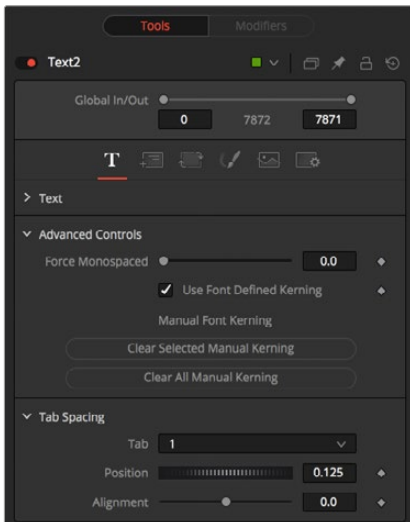 Tools Modifiers
Text2
Global In/Out
0 7872 7871
T
Text
Advanced Controls
Force Monospaced 0.0
Use Font Defined Kerning
Manual Font Kerning
Clear Selected Manual Kerning
Clear All Manual Kerning
Tab Spacing
Tab 1
Position 0.125
Alignment 0.0